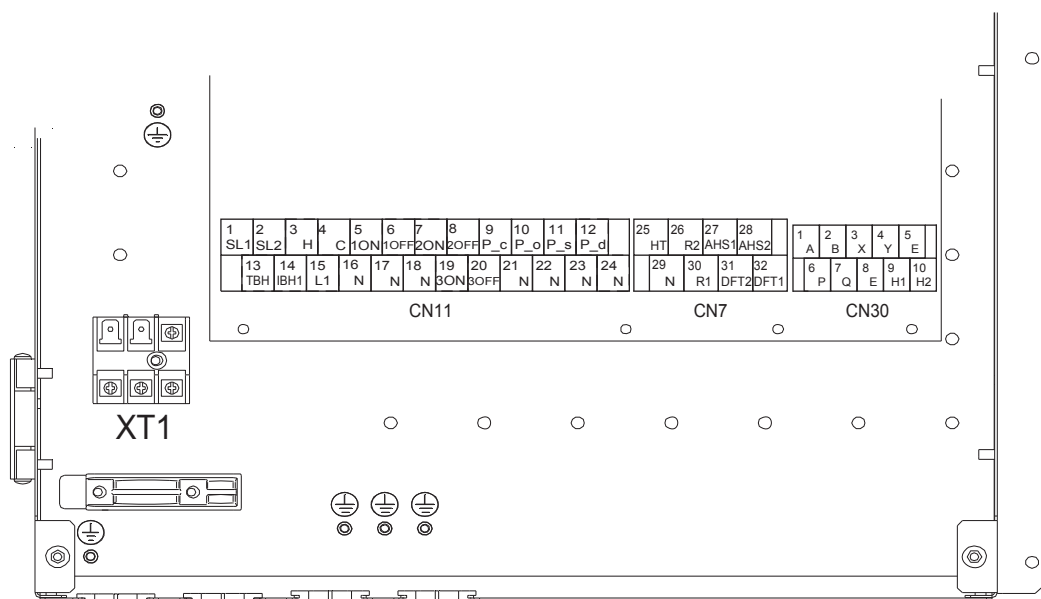 1 2 3 4 5 6 7 8 9 10 11 12
SL1 SL2 H C 1ON 1OFF 2ON 2OFF P_c P_o P_s P_d
13 14 15 16 17 18 19 20 21 22 23 24
TBH IBH1 L1 N N N 3ON 3OFF N N N N
CN11
25 26 27 28
HT R2 AHS1 AHS2
29 30 31 32
N R1 DFT2 DFT1
CN7
1 2 3 4 5
A B X Y E
6 7 8 9 10
P Q E H1 H2
CN30
XT1